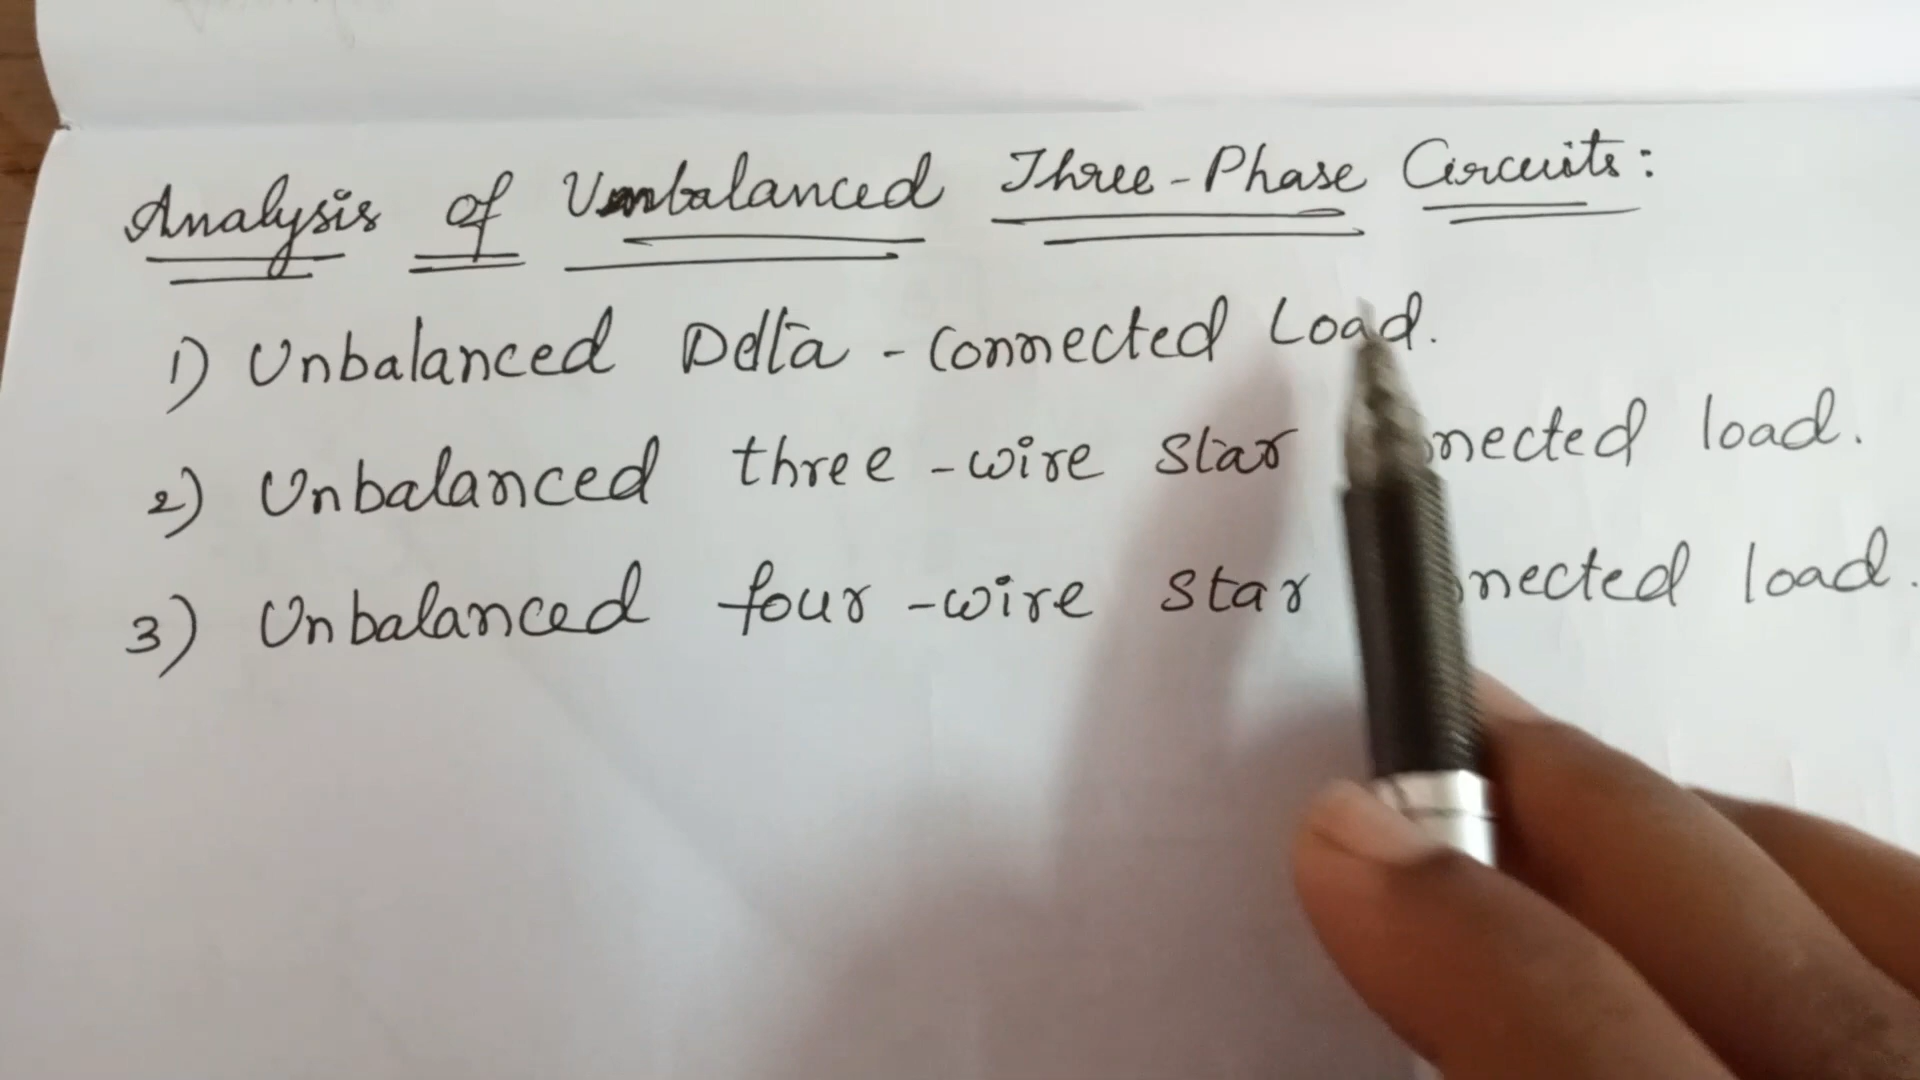 Analysis of Unbalanced Three-Phase Circuits:
1) Unbalanced Delta - Connected Load.
2) Unbalanced three-wire star nected load.
3) Unbalanced four-wire star nected load.